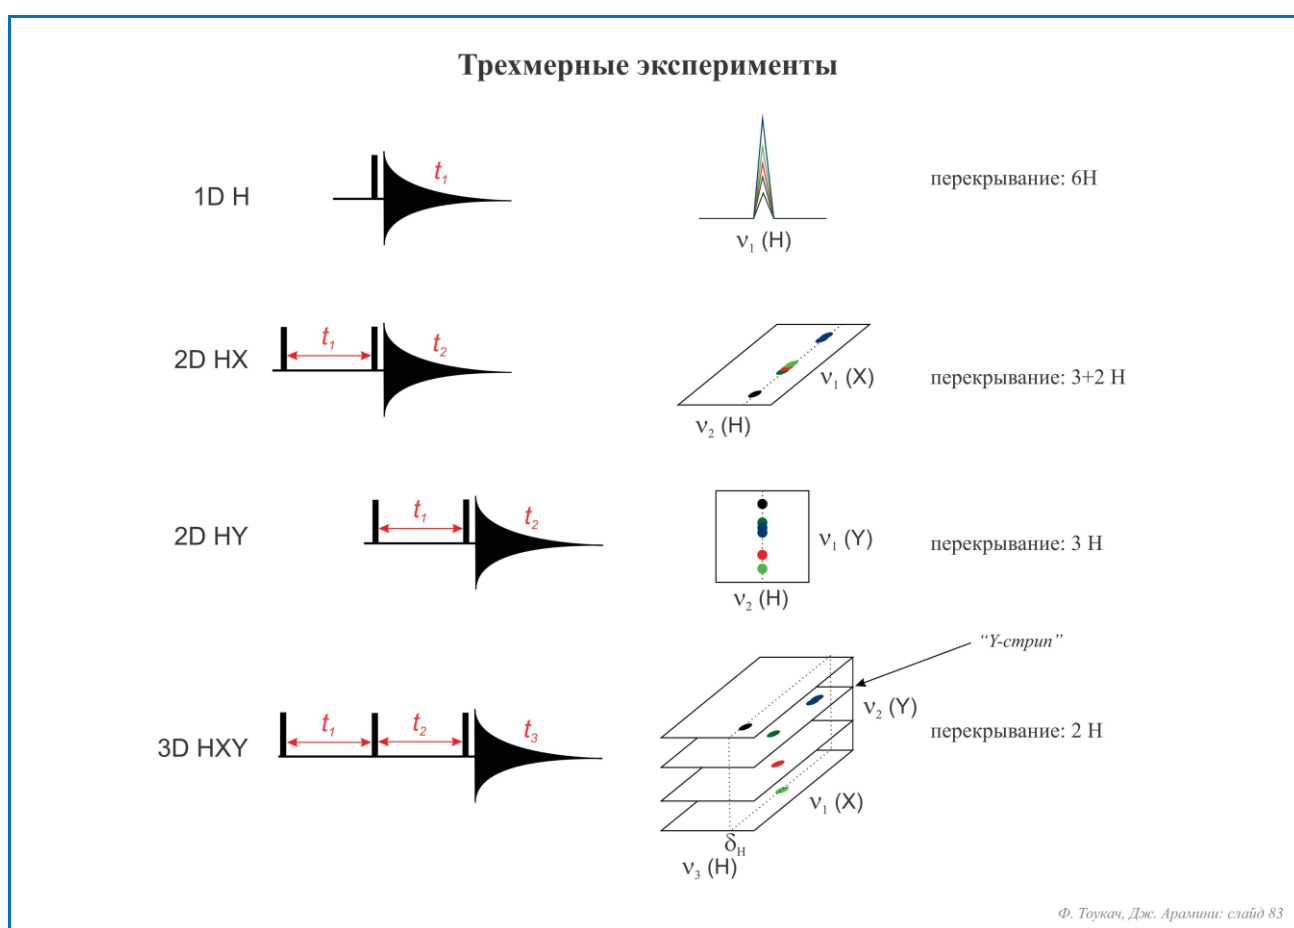 Трехмерные эксперименты
1D H
t₁
ν₁ (H)
перекрывание: 6H
2D HX
t₁
t₂
ν₁ (X)
ν₂ (H)
перекрывание: 3+2 H
2D HY
t₁
t₂
ν₁ (Y)
ν₂ (H)
перекрывание: 3 H
3D HXY
t₁
t₂
t₃
“Y-стрип”
ν₂ (Y)
ν₁ (X)
δH
ν₃ (H)
перекрывание: 2 H
Ф. Тоукач, Дж. Арамини: слайд 83